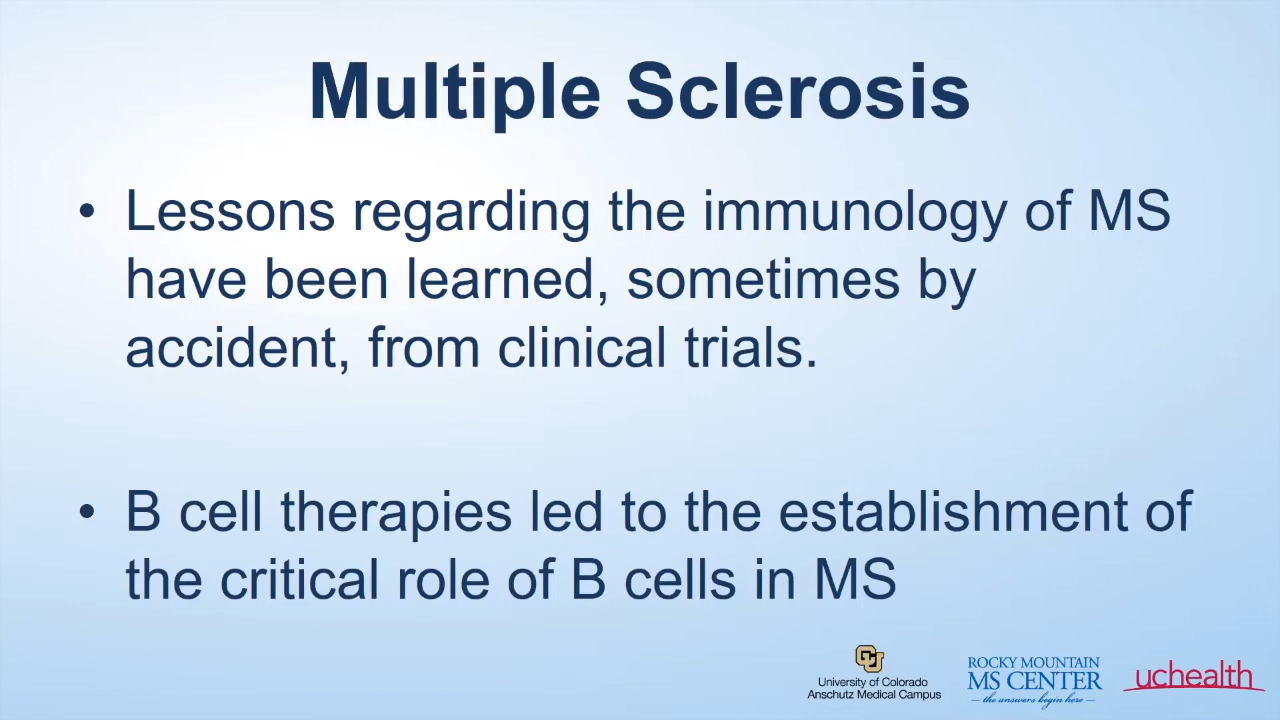 Multiple Sclerosis
• Lessons regarding the immunology of MS
have been learned, sometimes by
accident, from clinical trials.
• B cell therapies led to the establishment of
the critical role of B cells in MS
CU
University of Colorado
Anschutz Medical Campus
ROCKY MOUNTAIN
MS CENTER
— the answers begin here —
uchealth